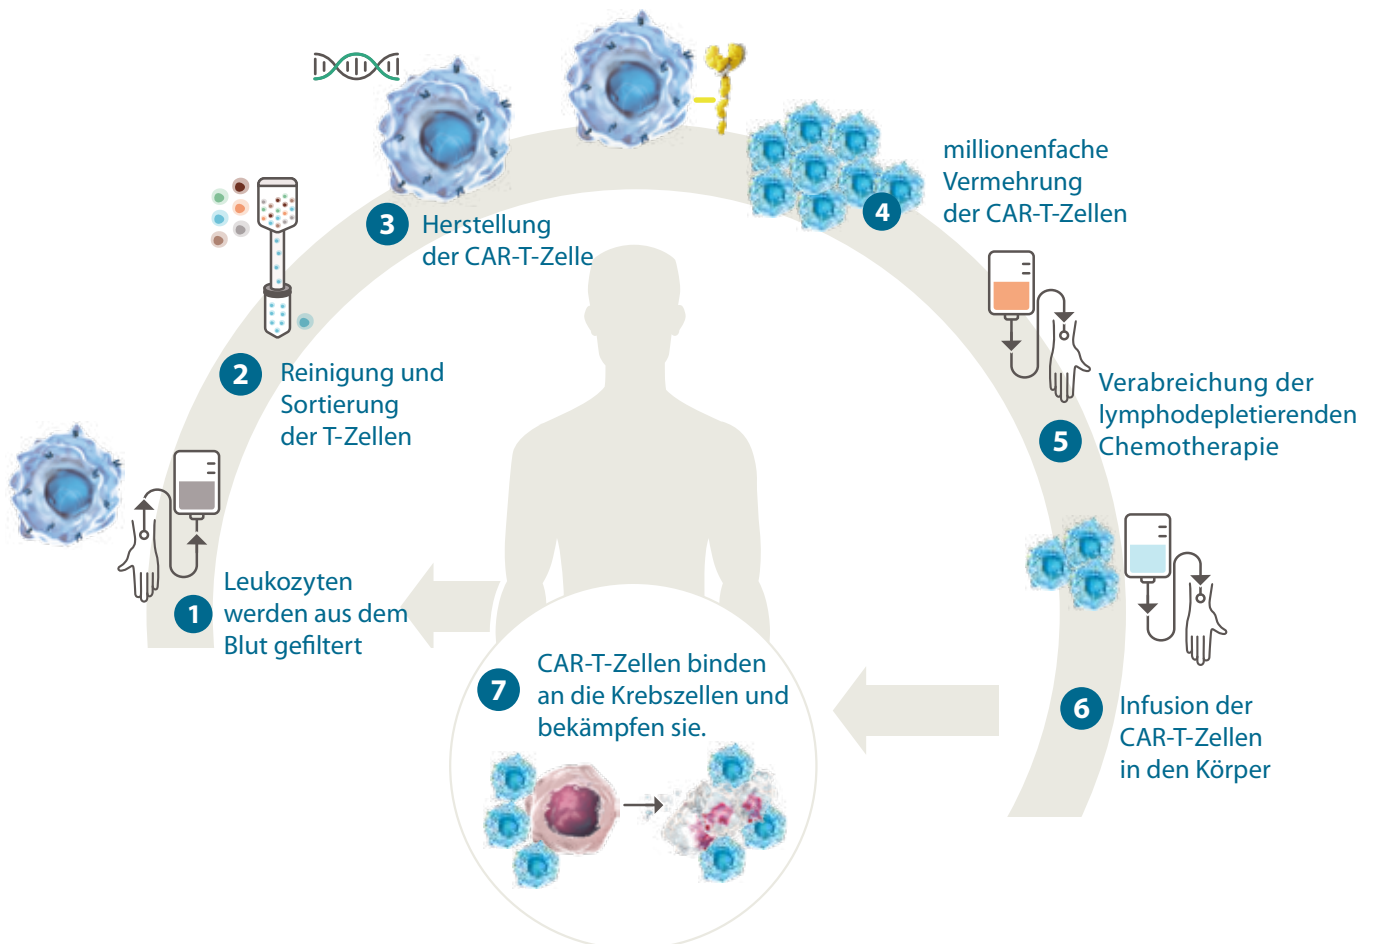 1
Leukozyten
werden aus dem
Blut gefiltert
2
Reinigung und
Sortierung
der T-Zellen
3
Herstellung
der CAR-T-Zelle
4
millionenfache
Vermehrung
der CAR-T-Zellen
5
Verabreichung der
lymphodepletierenden
Chemotherapie
6
Infusion der
CAR-T-Zellen
in den Körper
7
CAR-T-Zellen binden
an die Krebszellen und
bekämpfen sie.